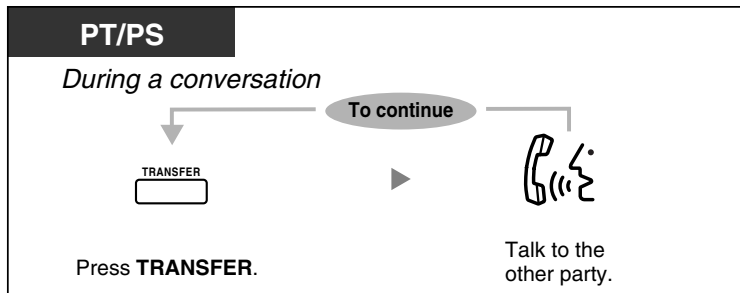 PT/PS
During a conversation
To continue
TRANSFER
Press TRANSFER.
Talk to the
other party.